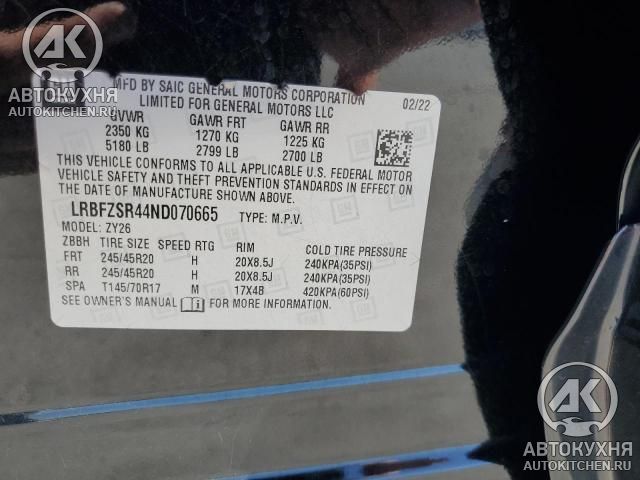 AK
АВТОКУХНЯ
AUTOKITCHEN.RU
MFD BY SAIC GENERAL MOTORS CORPORATION 02/22
LIMITED FOR GENERAL MOTORS LLC
GVWR GAWR FRT GAWR RR
2350 KG 1270 KG 1225 KG
5180 LB 2799 LB 2700 LB
THIS VEHICLE CONFORMS TO ALL APPLICABLE U.S. FEDERAL MOTOR
VEHICLE SAFETY AND THEFT PREVENTION STANDARDS IN EFFECT ON
THE DATE OF MANUFACTURE SHOWN ABOVE.
LRBFZSR44ND070665 TYPE: M.P.V.
MODEL: ZY26
ZBBH TIRE SIZE SPEED RTG RIM COLD TIRE PRESSURE
FRT 245/45R20 H 20X8.5J 240KPA(35PSI)
RR 245/45R20 H 20X8.5J 240KPA(35PSI)
SPA T145/70R17 M 17X4B 420KPA(60PSI)
SEE OWNER'S MANUAL FOR MORE INFORMATION.
AK
АВТОКУХНЯ
AUTOKITCHEN.RU